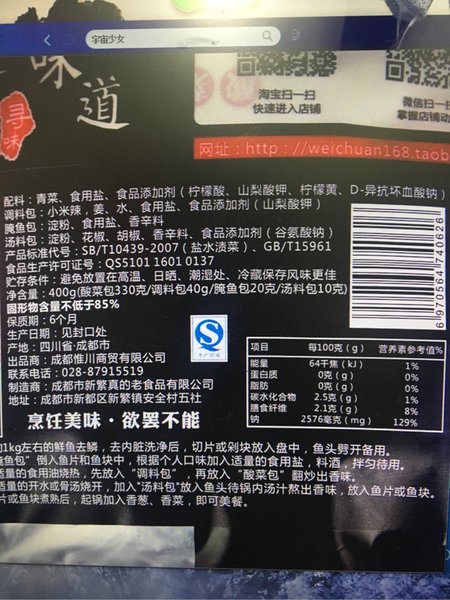 宇宙少女
味
道
寻
味
淘宝扫一扫
快速进入店铺
微信扫一扫
掌握店铺动
网址：http://weichuan168.taob
配料：青菜、食用盐、食品添加剂（柠檬酸、山梨酸钾、柠檬黄、D-异抗坏血酸钠）
调料包：小米辣，姜、水、食用盐、食品添加剂（山梨酸钾）
腌鱼包：淀粉、食用盐、香辛料
汤料包：淀粉、花椒、胡椒、香辛料、食品添加剂（谷氨酸钠）
产品标准代号：SB/T10439-2007（盐水渍菜）、GB/T15961
食品生产许可证号：QS5101 1601 0137
贮存条件：避免放置在高温、日晒、潮湿处、冷藏保存风味更佳
净含量：400g(酸菜包330克/调料包40g/腌鱼包20克/汤料包10克)
固形物含量不低于85%
保质期：6个月
生产日期：见封口处
产地：四川省·成都市
出品商：成都惟川商贸有限公司
联系电话：028-87915519
制造商：成都市新繁真的老食品有限公司
地址：成都市新都区新繁镇安全村五社
6970564740626
QS
生产许可
项目 每100克（g） 营养素参考值%
能量 64千焦（kJ） 1%
蛋白质 0克（g） 0%
脂肪 0克（g） 0%
碳水化合物 2.5克（g） 1%
膳食纤维 2.1克（g） 8%
钠 2576毫克（mg） 129%
烹饪美味·欲罢不能
1kg左右的鲜鱼去鳞，去内脏洗净后，切片或剁块放入盘中，鱼头劈开备用。
鱼包”倒入鱼片和鱼块中，根据个人口味加入适量的食用盐，料酒，拌匀待用。
适量的食用油烧热，先放入“调料包”，再放入“酸菜包”翻炒出香味。
适量的开水或骨汤烧开，加入"汤料包"放入鱼头待锅内汤汁熬出香味，放入鱼片或鱼块。
片或鱼块煮熟后，起锅加入香葱、香菜，即可美餐。